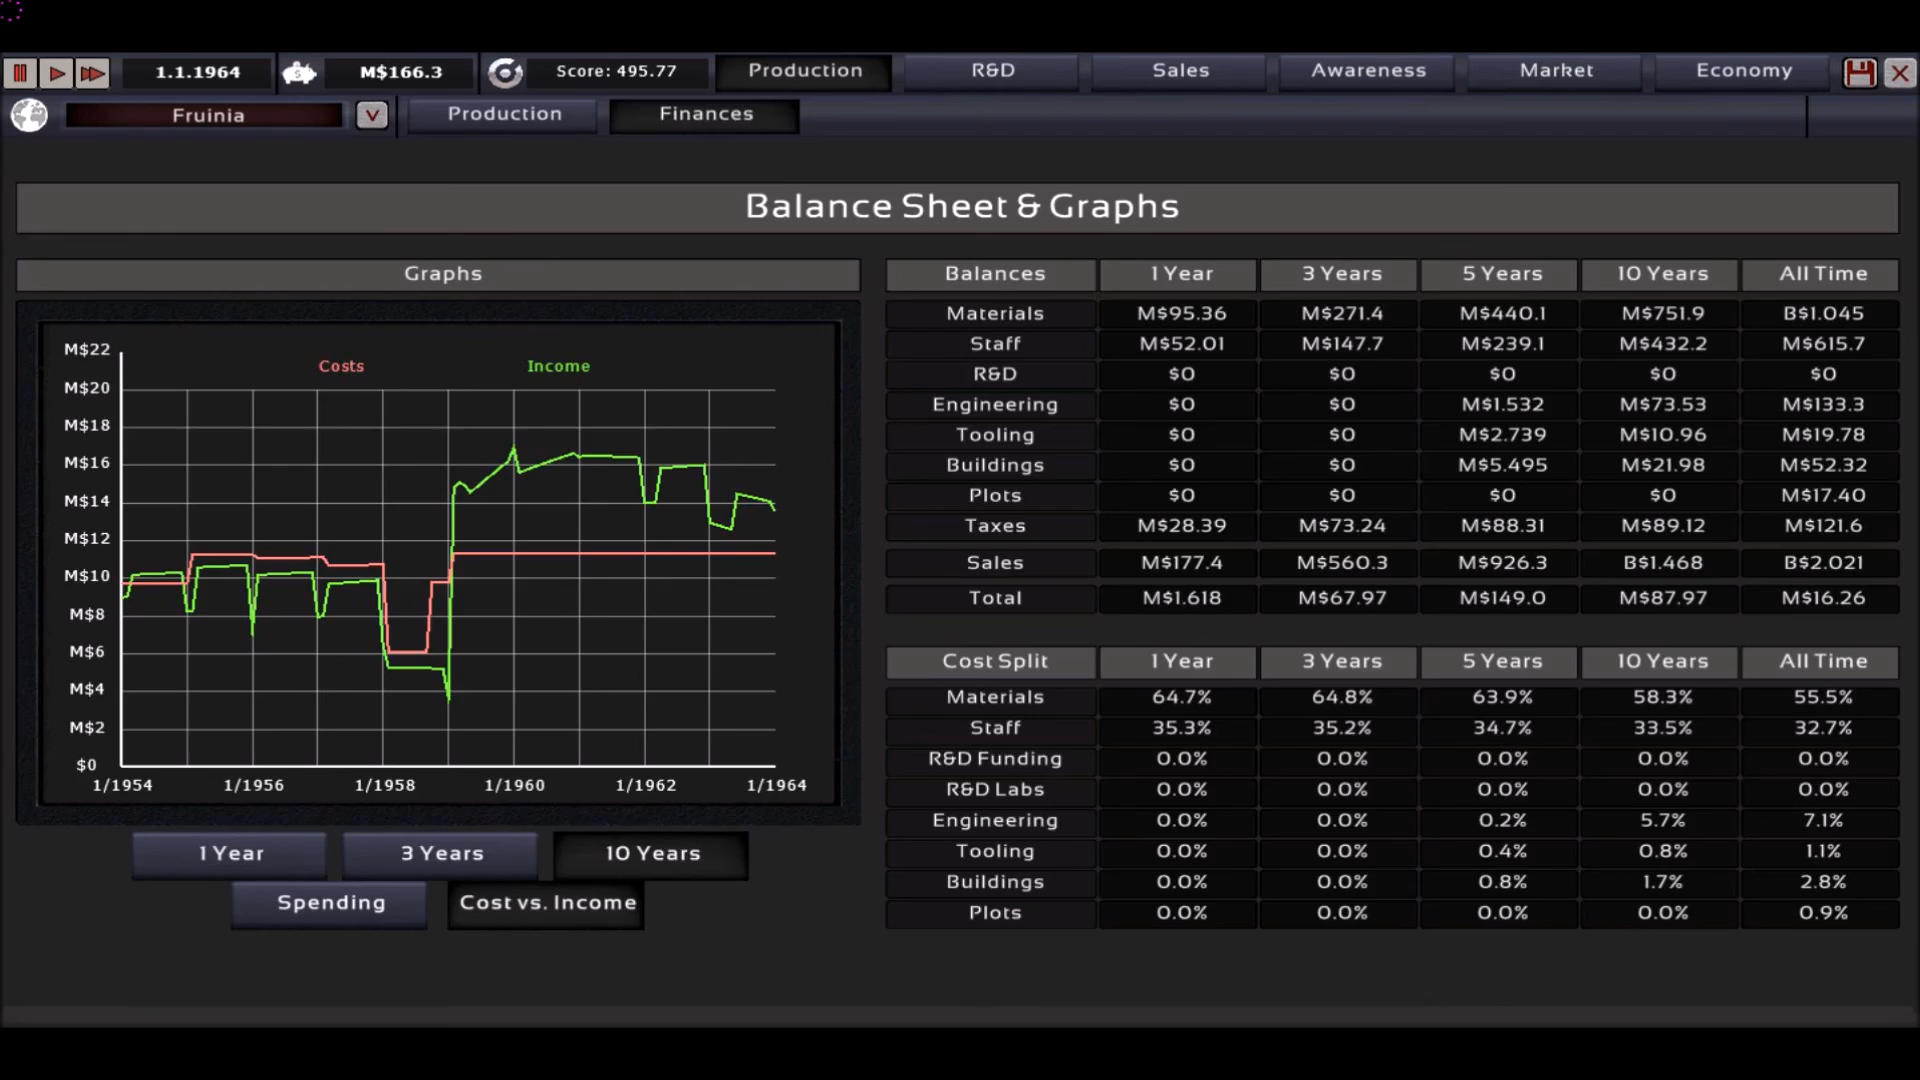 1.1.1964 M$166.3 Score: 495.77 Production R&D Sales Awareness Market Economy
Fruinia V Production Finances
Balance Sheet & Graphs
Graphs
M$22
Costs Income
M$20
M$18
M$16
M$14
M$12
M$10
M$8
M$6
M$4
M$2
$0
1/1954 1/1956 1/1958 1/1960 1/1962 1/1964
1 Year 3 Years 10 Years
Spending Cost vs. Income
Balances 1 Year 3 Years 5 Years 10 Years All Time
Materials M$95.36 M$271.4 M$440.1 M$751.9 B$1.045
Staff M$52.01 M$147.7 M$239.1 M$432.2 M$615.7
R&D $0 $0 $0 $0 $0
Engineering $0 $0 M$1.532 M$73.53 M$133.3
Tooling $0 $0 M$2.739 M$10.96 M$19.78
Buildings $0 $0 M$5.495 M$21.98 M$52.32
Plots $0 $0 $0 $0 M$17.40
Taxes M$28.39 M$73.24 M$88.31 M$89.12 M$121.6
Sales M$177.4 M$560.3 M$926.3 B$1.468 B$2.021
Total M$1.618 M$67.97 M$149.0 M$87.97 M$16.26
Cost Split 1 Year 3 Years 5 Years 10 Years All Time
Materials 64.7% 64.8% 63.9% 58.3% 55.5%
Staff 35.3% 35.2% 34.7% 33.5% 32.7%
R&D Funding 0.0% 0.0% 0.0% 0.0% 0.0%
R&D Labs 0.0% 0.0% 0.0% 0.0% 0.0%
Engineering 0.0% 0.0% 0.2% 5.7% 7.1%
Tooling 0.0% 0.0% 0.4% 0.8% 1.1%
Buildings 0.0% 0.0% 0.8% 1.7% 2.8%
Plots 0.0% 0.0% 0.0% 0.0% 0.9%